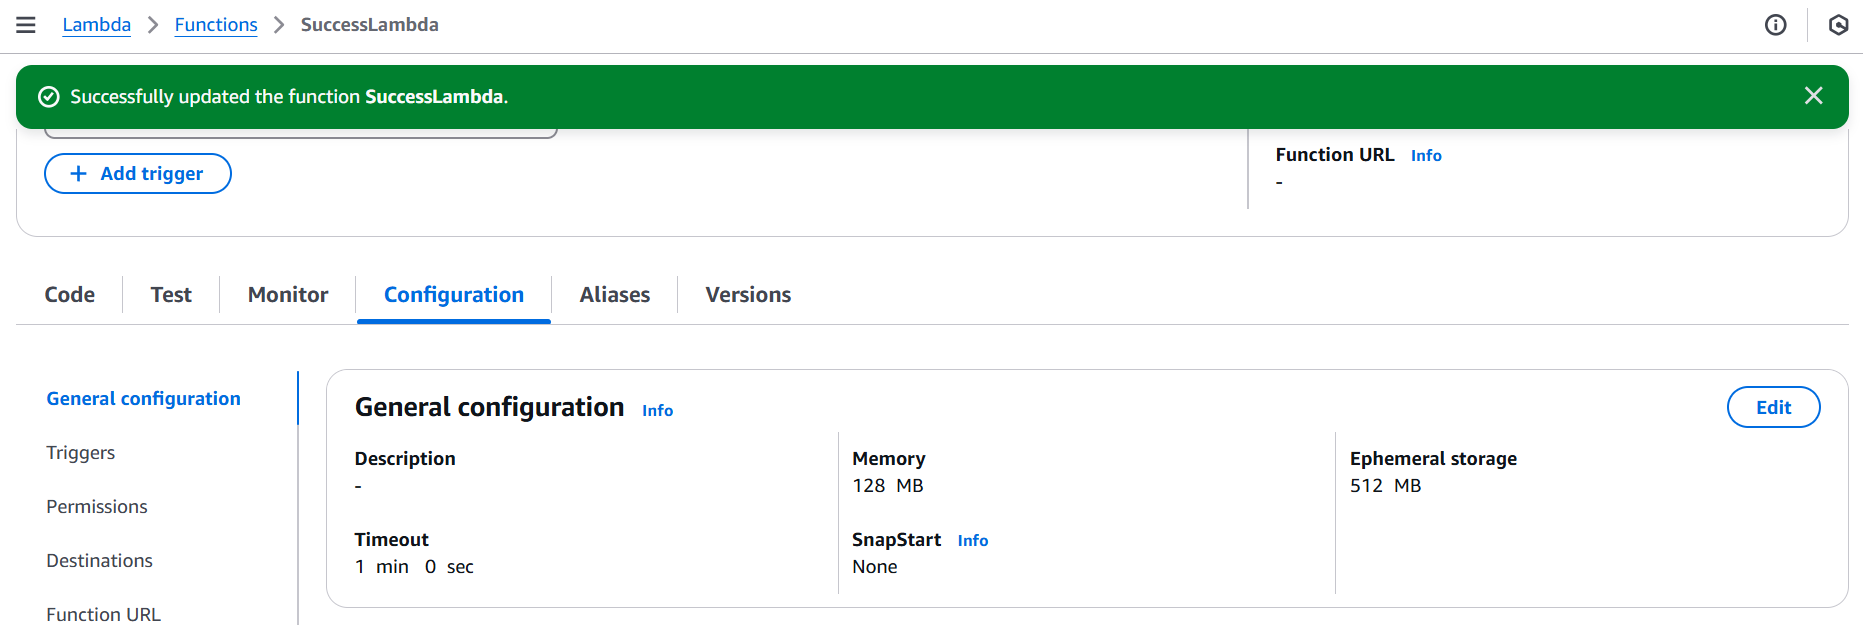 Lambda > Functions > SuccessLambda
Successfully updated the function SuccessLambda.
+ Add trigger
Function URL Info
-
Code Test Monitor Configuration Aliases Versions
General configuration
Triggers
Permissions
Destinations
Function URL
General configuration Info
Edit
Description
-
Memory
128 MB
Ephemeral storage
512 MB
Timeout
1 min 0 sec
SnapStart Info
None